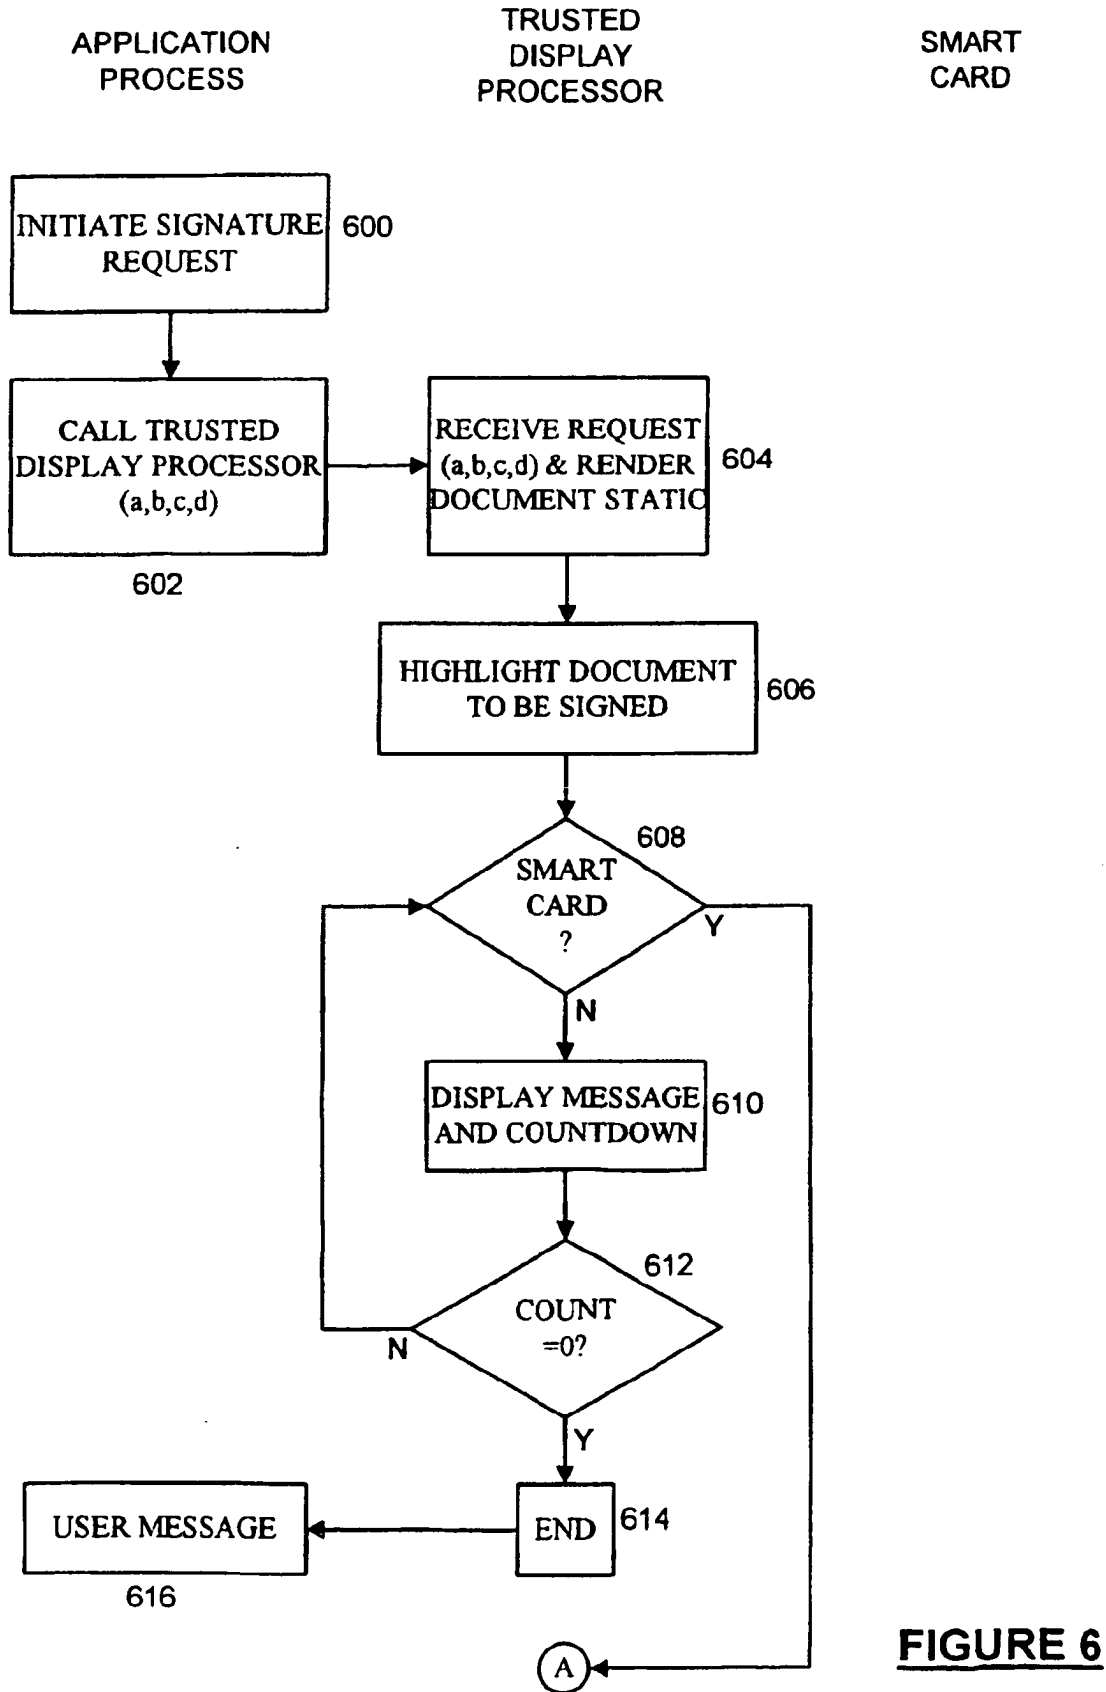 APPLICATION
PROCESS
TRUSTED
DISPLAY
PROCESSOR
SMART
CARD
INITIATE SIGNATURE
REQUEST
600
CALL TRUSTED
DISPLAY PROCESSOR
(a,b,c,d)
602
RECEIVE REQUEST
(a,b,c,d) & RENDER
DOCUMENT STATIC
604
HIGHLIGHT DOCUMENT
TO BE SIGNED
606
608
SMART
CARD
?
Y
N
DISPLAY MESSAGE
AND COUNTDOWN
610
612
COUNT
=0?
N
Y
END
614
USER MESSAGE
616
A
FIGURE 6